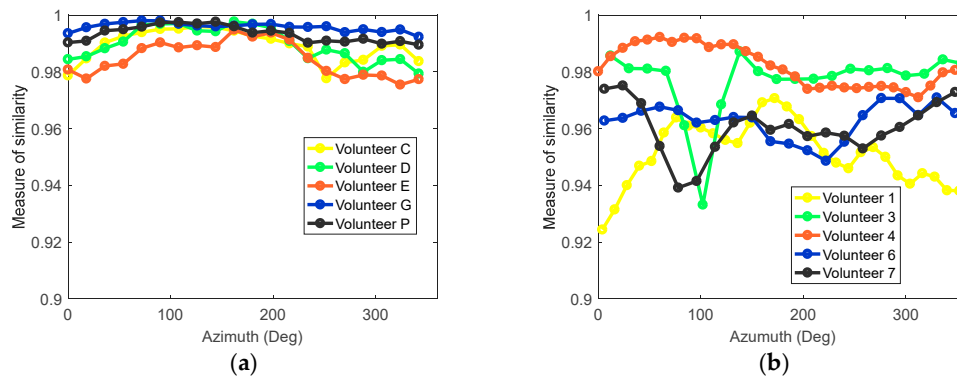 1
0.98
0.96
0.94
0.92
0.9
Measure of similarity
Volunteer C
Volunteer D
Volunteer E
Volunteer G
Volunteer P
0
100
200
300
Azimuth (Deg)
(a)
1
0.98
0.96
0.94
0.92
0.9
Measure of similarity
Volunteer 1
Volunteer 3
Volunteer 4
Volunteer 6
Volunteer 7
0
100
200
300
Azumuth (Deg)
(b)